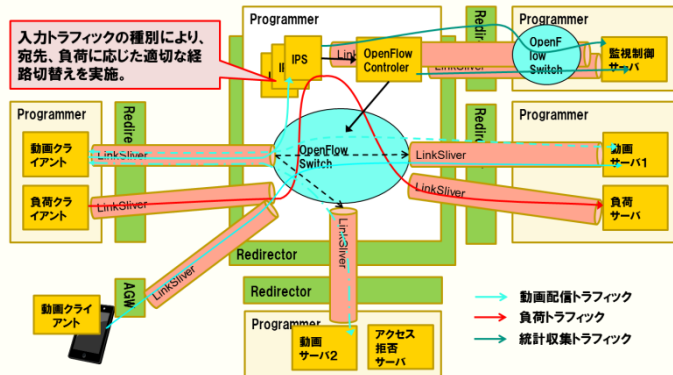 入力トラフィックの種別により、
宛先、負荷に応じた適切な経
路切替えを実施。
Programmer
IPS
OpenFlow
Controler
LinkSliver
LinkSliver
OpenF
low
Switch
Programmer
監視制御
サーバ
Redirector
Programmer
動画クラ
イアント
負荷クラ
イアント
LinkSliver
LinkSliver
OpenFlow
Switch
LinkSliver
LinkSliver
Programmer
動画
サーバ1
負荷
サーバ
Redirector
LinkSliver
Redirector
AGW
LinkSliver
動画クライ
アント
Programmer
動画
サーバ2
アクセス
拒否
サーバ
動画配信トラフィック
負荷トラフィック
統計収集トラフィック